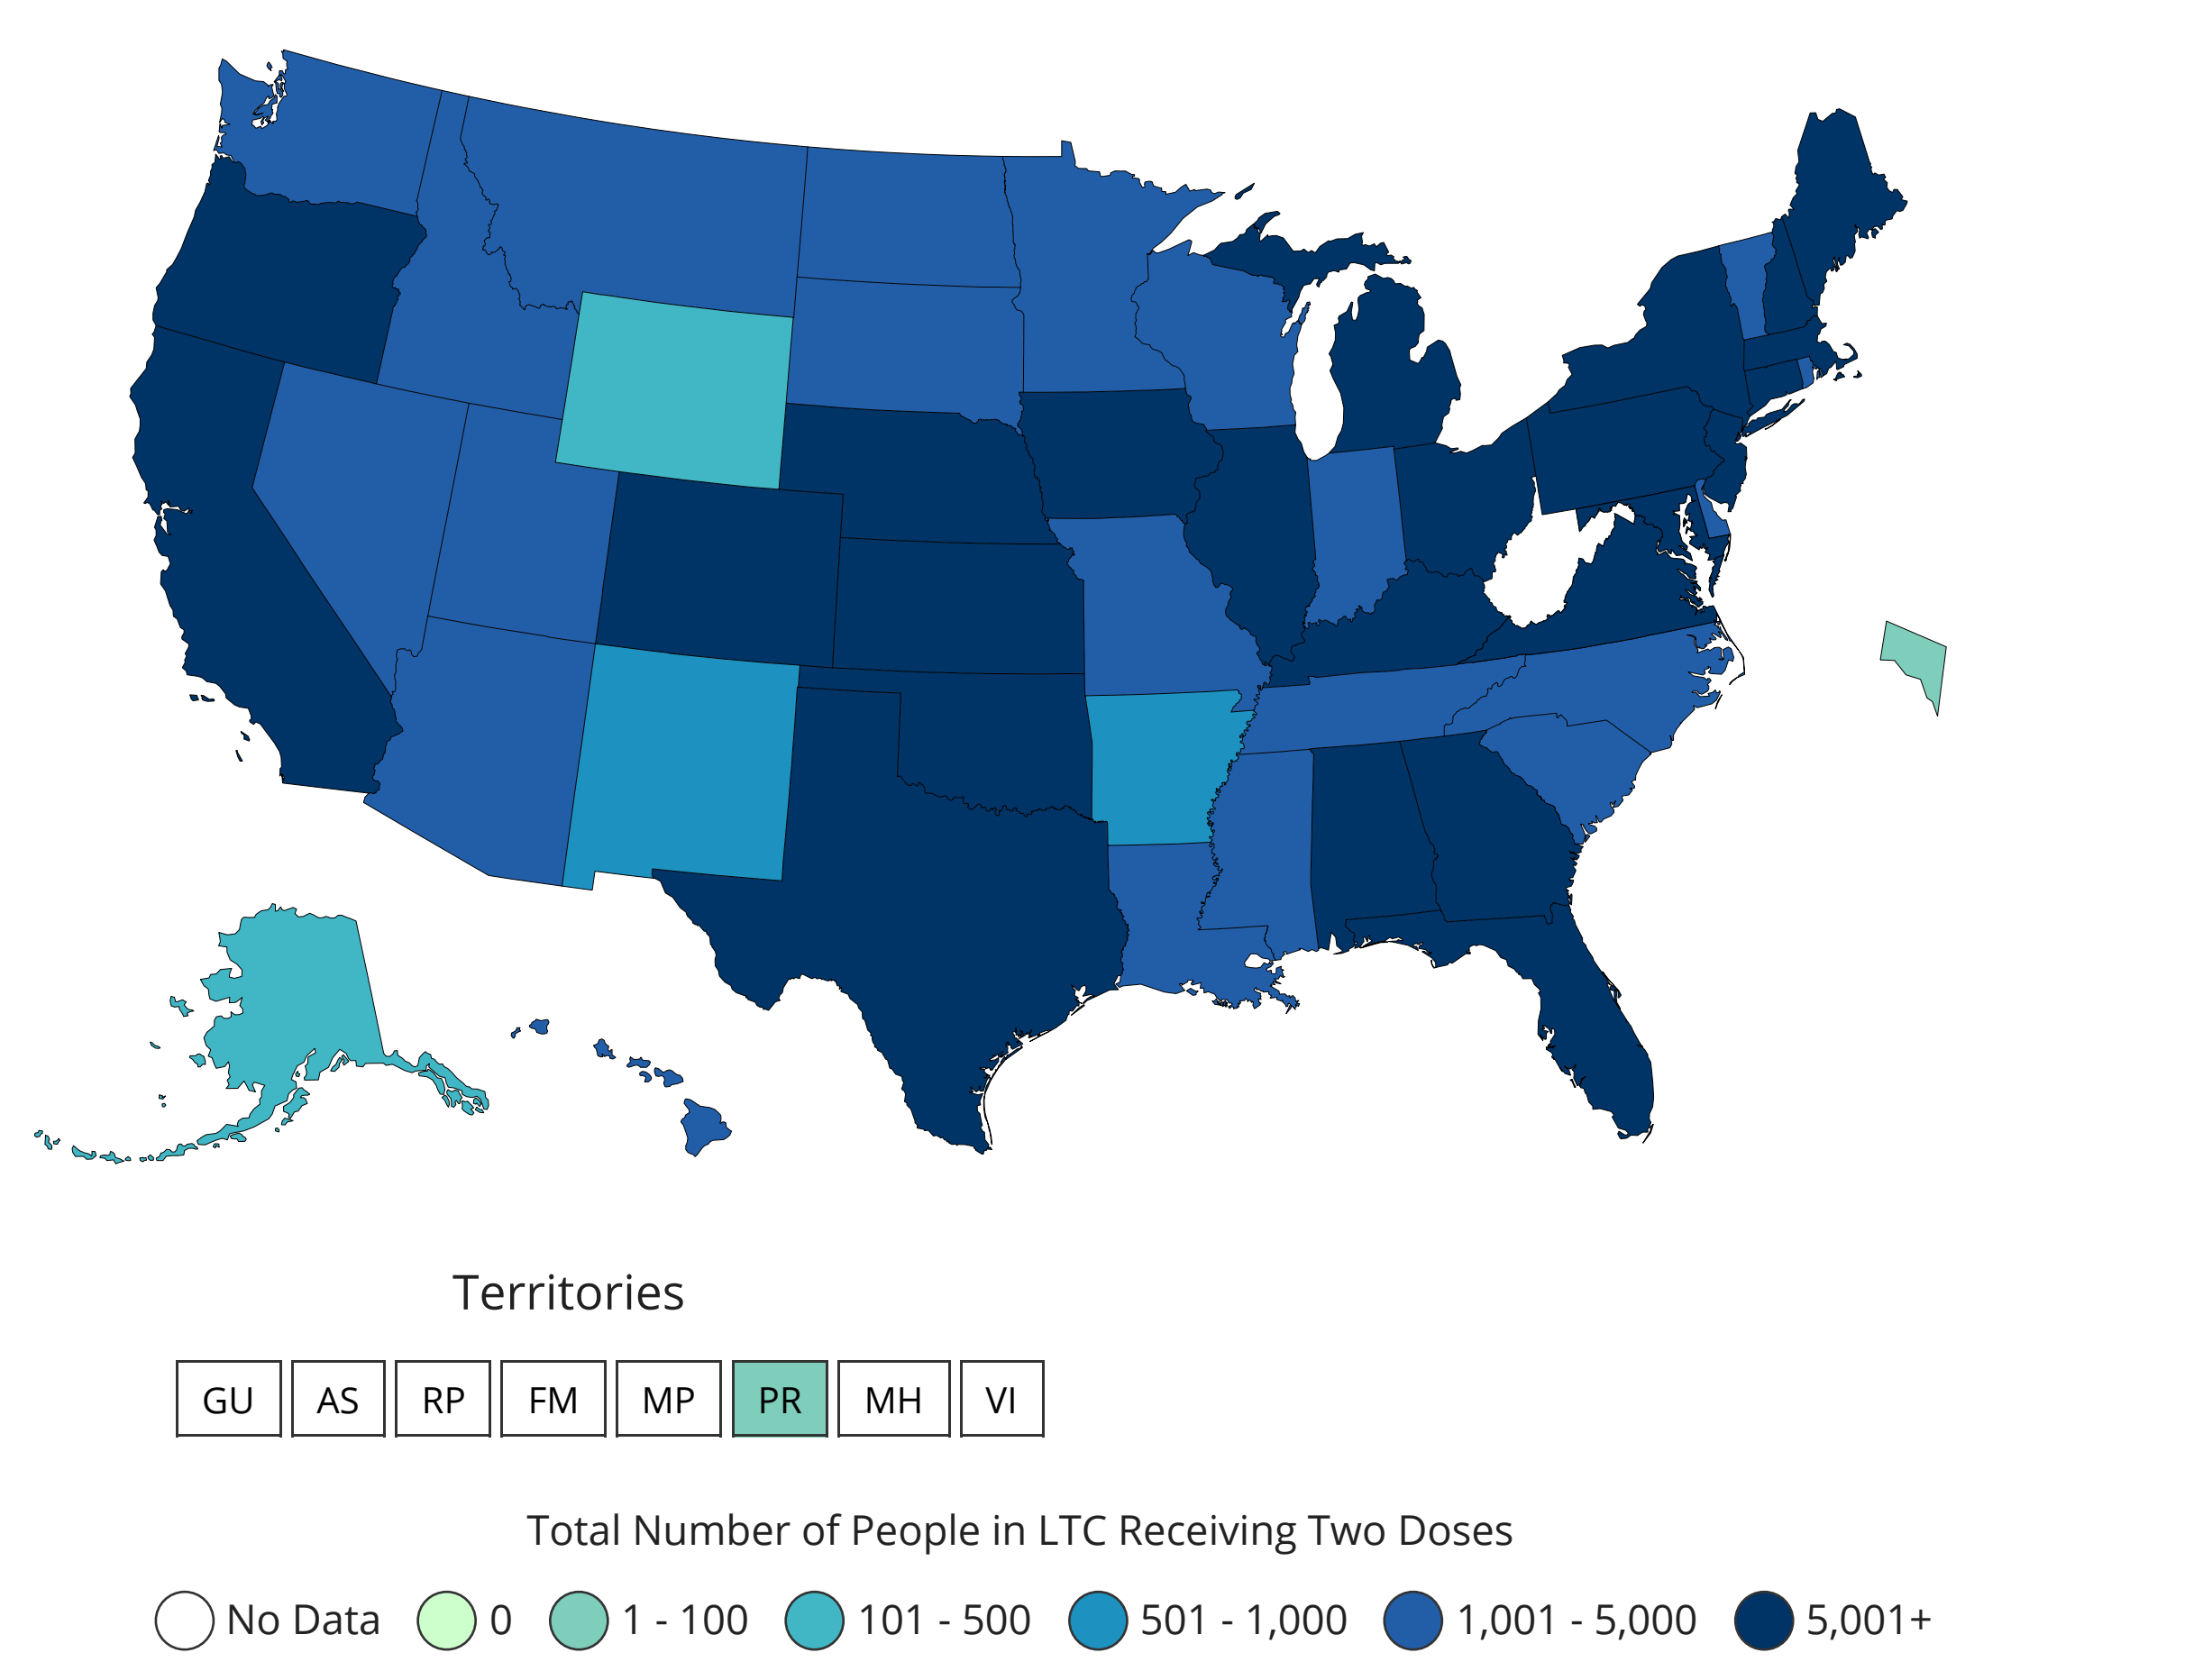 Territories
GU AS RP FM MP PR MH VI
Total Number of People in LTC Receiving Two Doses
No Data 0 1 - 100 101 - 500 501 - 1,000 1,001 - 5,000 5,001+